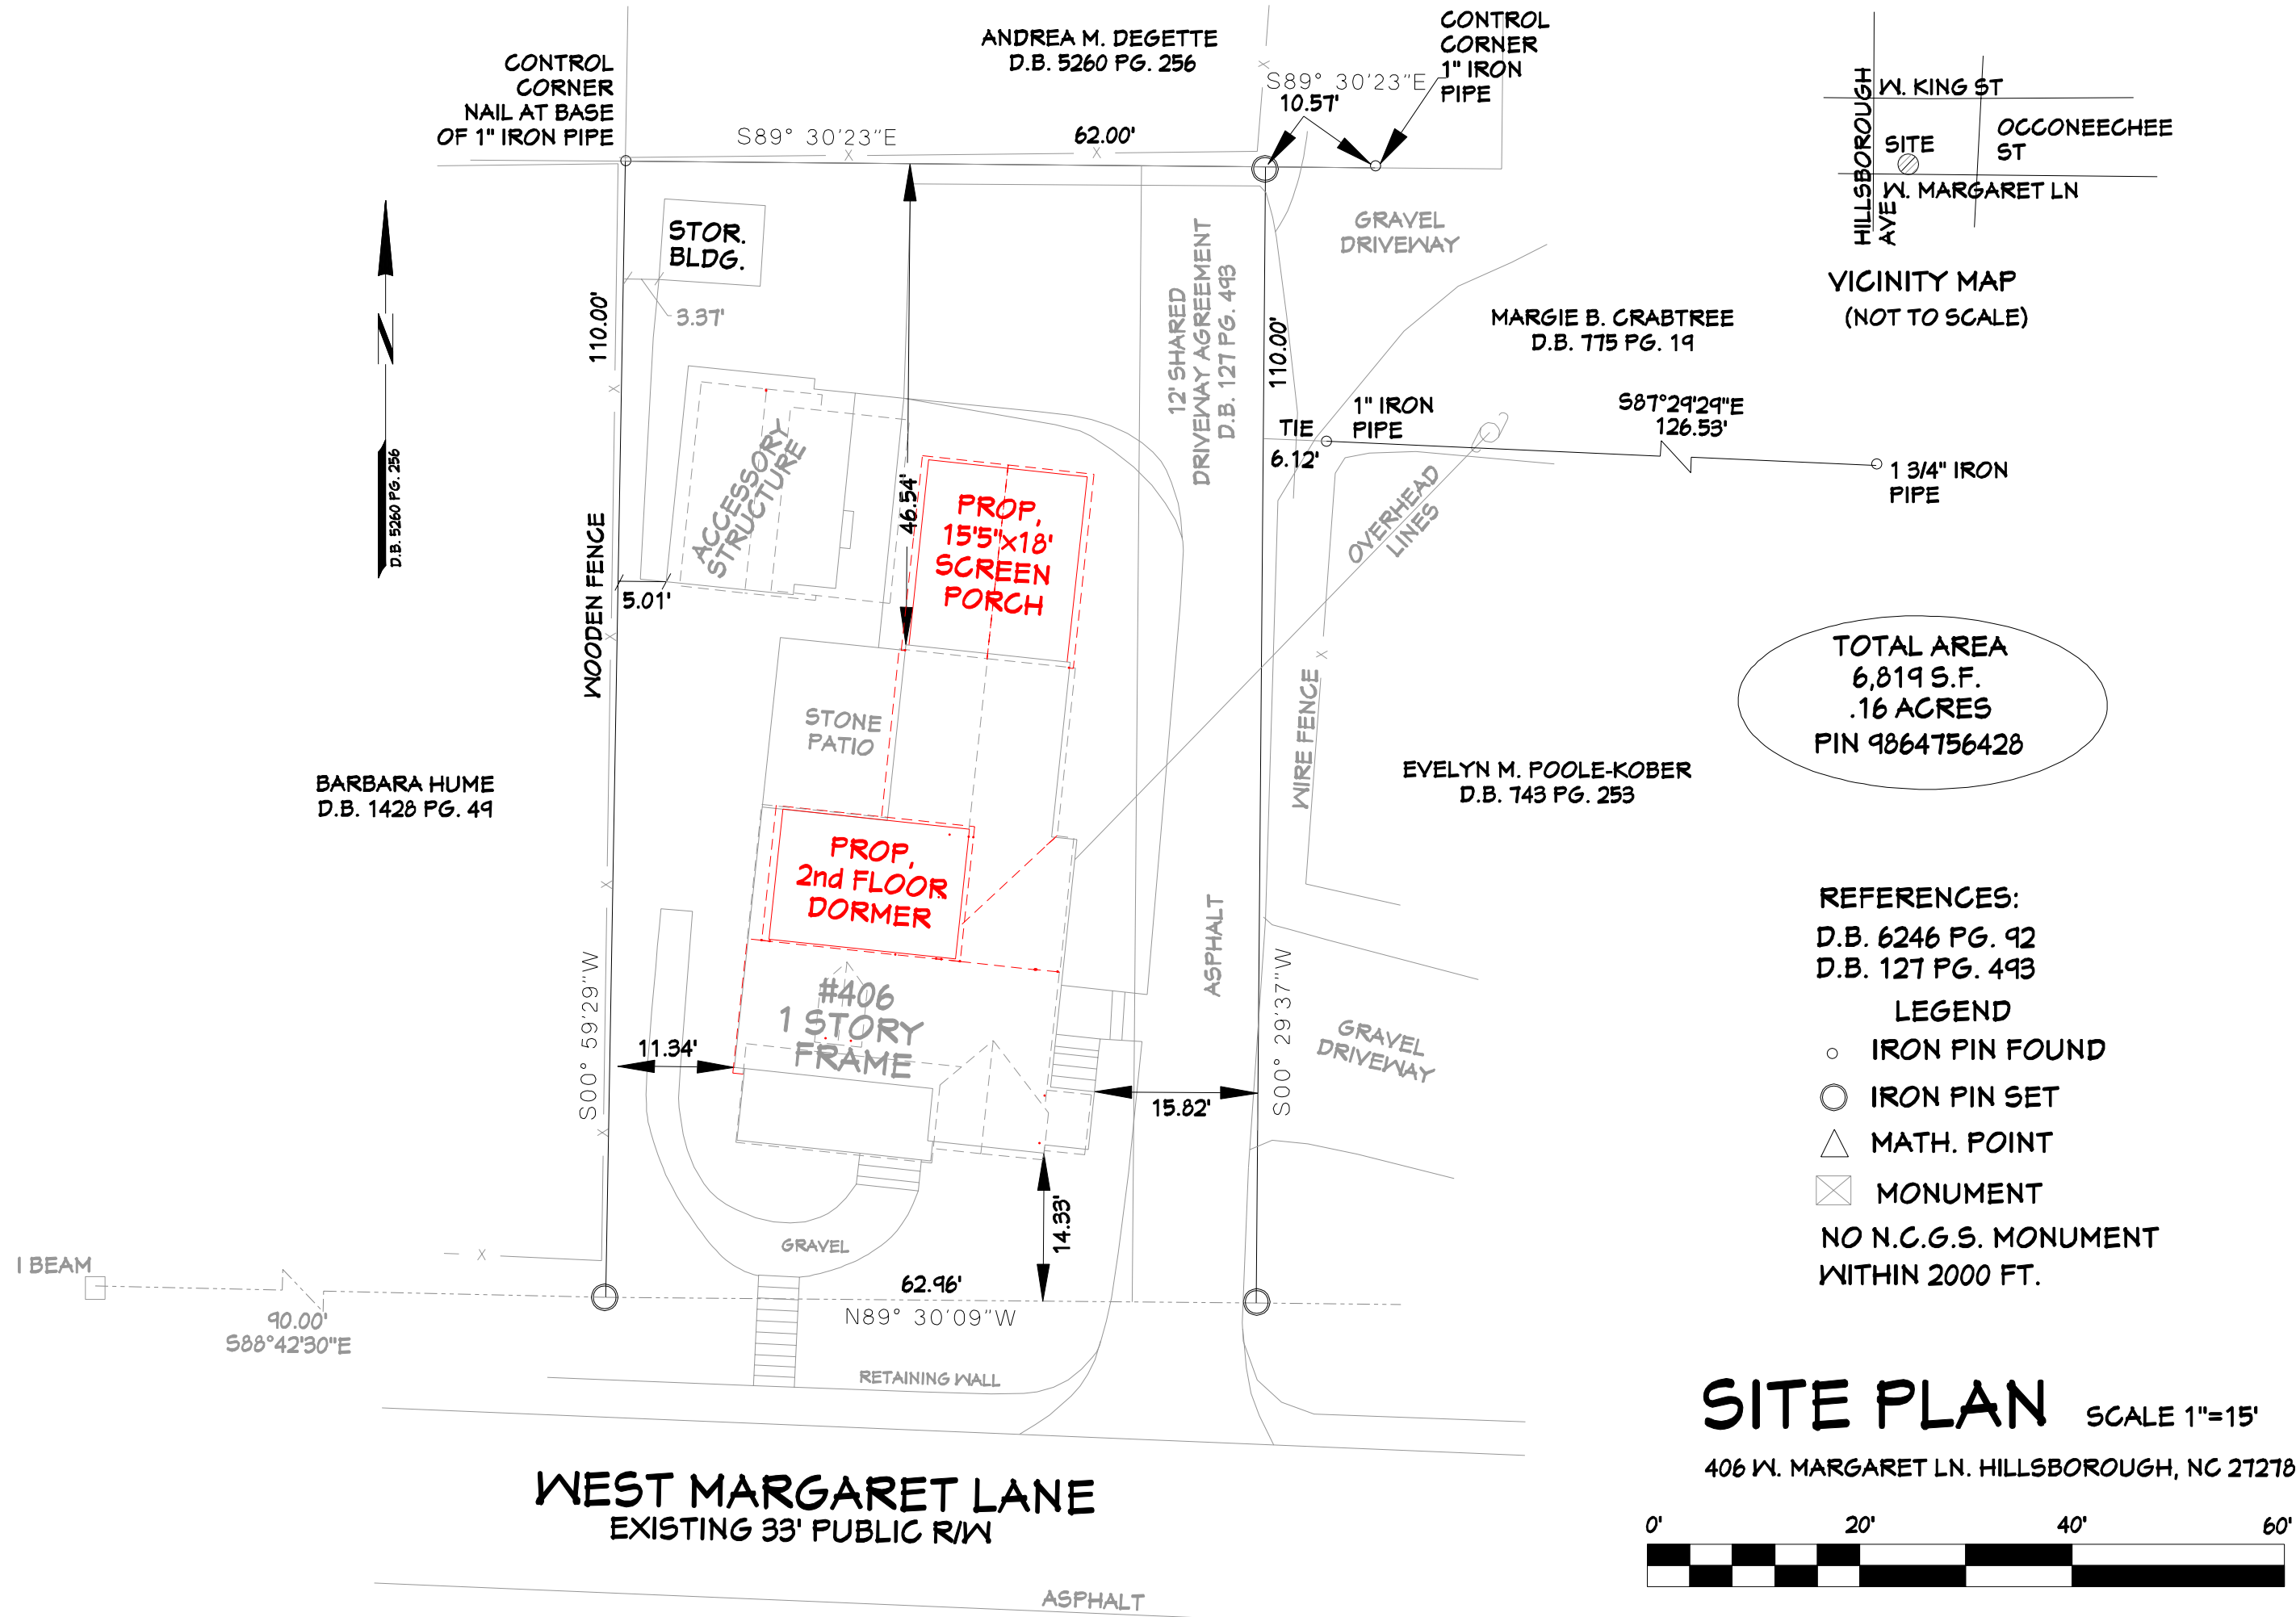 CONTROL
CORNER
NAIL AT BASE
OF 1" IRON PIPE
ANDREA M. DEGETTE
D.B. 5260 PG. 256
CONTROL
CORNER
1" IRON
PIPE
S89° 30'23"E
10.57'
S89° 30'23"E
62.00'
HILLSBOROUGH
AVE
W. KING ST
OCCONEECHEE
ST
SITE
W. MARGARET LN
VICINITY MAP
(NOT TO SCALE)
STOR.
BLDG.
3.37'
110.00'
GRAVEL
DRIVEWAY
12' SHARED
DRIVEWAY AGREEMENT
D.B. 127 PG. 493
110.00'
MARGIE B. CRABTREE
D.B. 775 PG. 19
N
D.B. 5260 PG. 256
ACCESSORY
STRUCTURE
46.54'
TIE
6.12'
1" IRON
PIPE
S87°29'29"E
126.53'
1 3/4" IRON
PIPE
OVERHEAD
LINES
PROP.
15'5"x18'
SCREEN
PORCH
WOODEN FENCE
5.01'
STONE
PATIO
WIRE FENCE
TOTAL AREA
6,819 S.F.
.16 ACRES
PIN 9864756428
BARBARA HUME
D.B. 1428 PG. 49
EVELYN M. POOLE-KOBER
D.B. 743 PG. 253
PROP.
2nd FLOOR
DORMER
ASPHALT
#406
1 STORY
FRAME
S00° 59'29"W
11.34'
S00° 29'37"W
15.82'
GRAVEL
DRIVEWAY
14.33'
REFERENCES:
D.B. 6246 PG. 92
D.B. 127 PG. 493
LEGEND
IRON PIN FOUND
IRON PIN SET
MATH. POINT
MONUMENT
NO N.C.G.S. MONUMENT
WITHIN 2000 FT.
I BEAM
90.00'
S88°42'30"E
GRAVEL
62.96'
N89° 30'09"W
RETAINING WALL
SITE PLAN SCALE 1"=15'
406 W. MARGARET LN. HILLSBOROUGH, NC 27278
0' 20' 40' 60'
WEST MARGARET LANE
EXISTING 33' PUBLIC R/W
ASPHALT